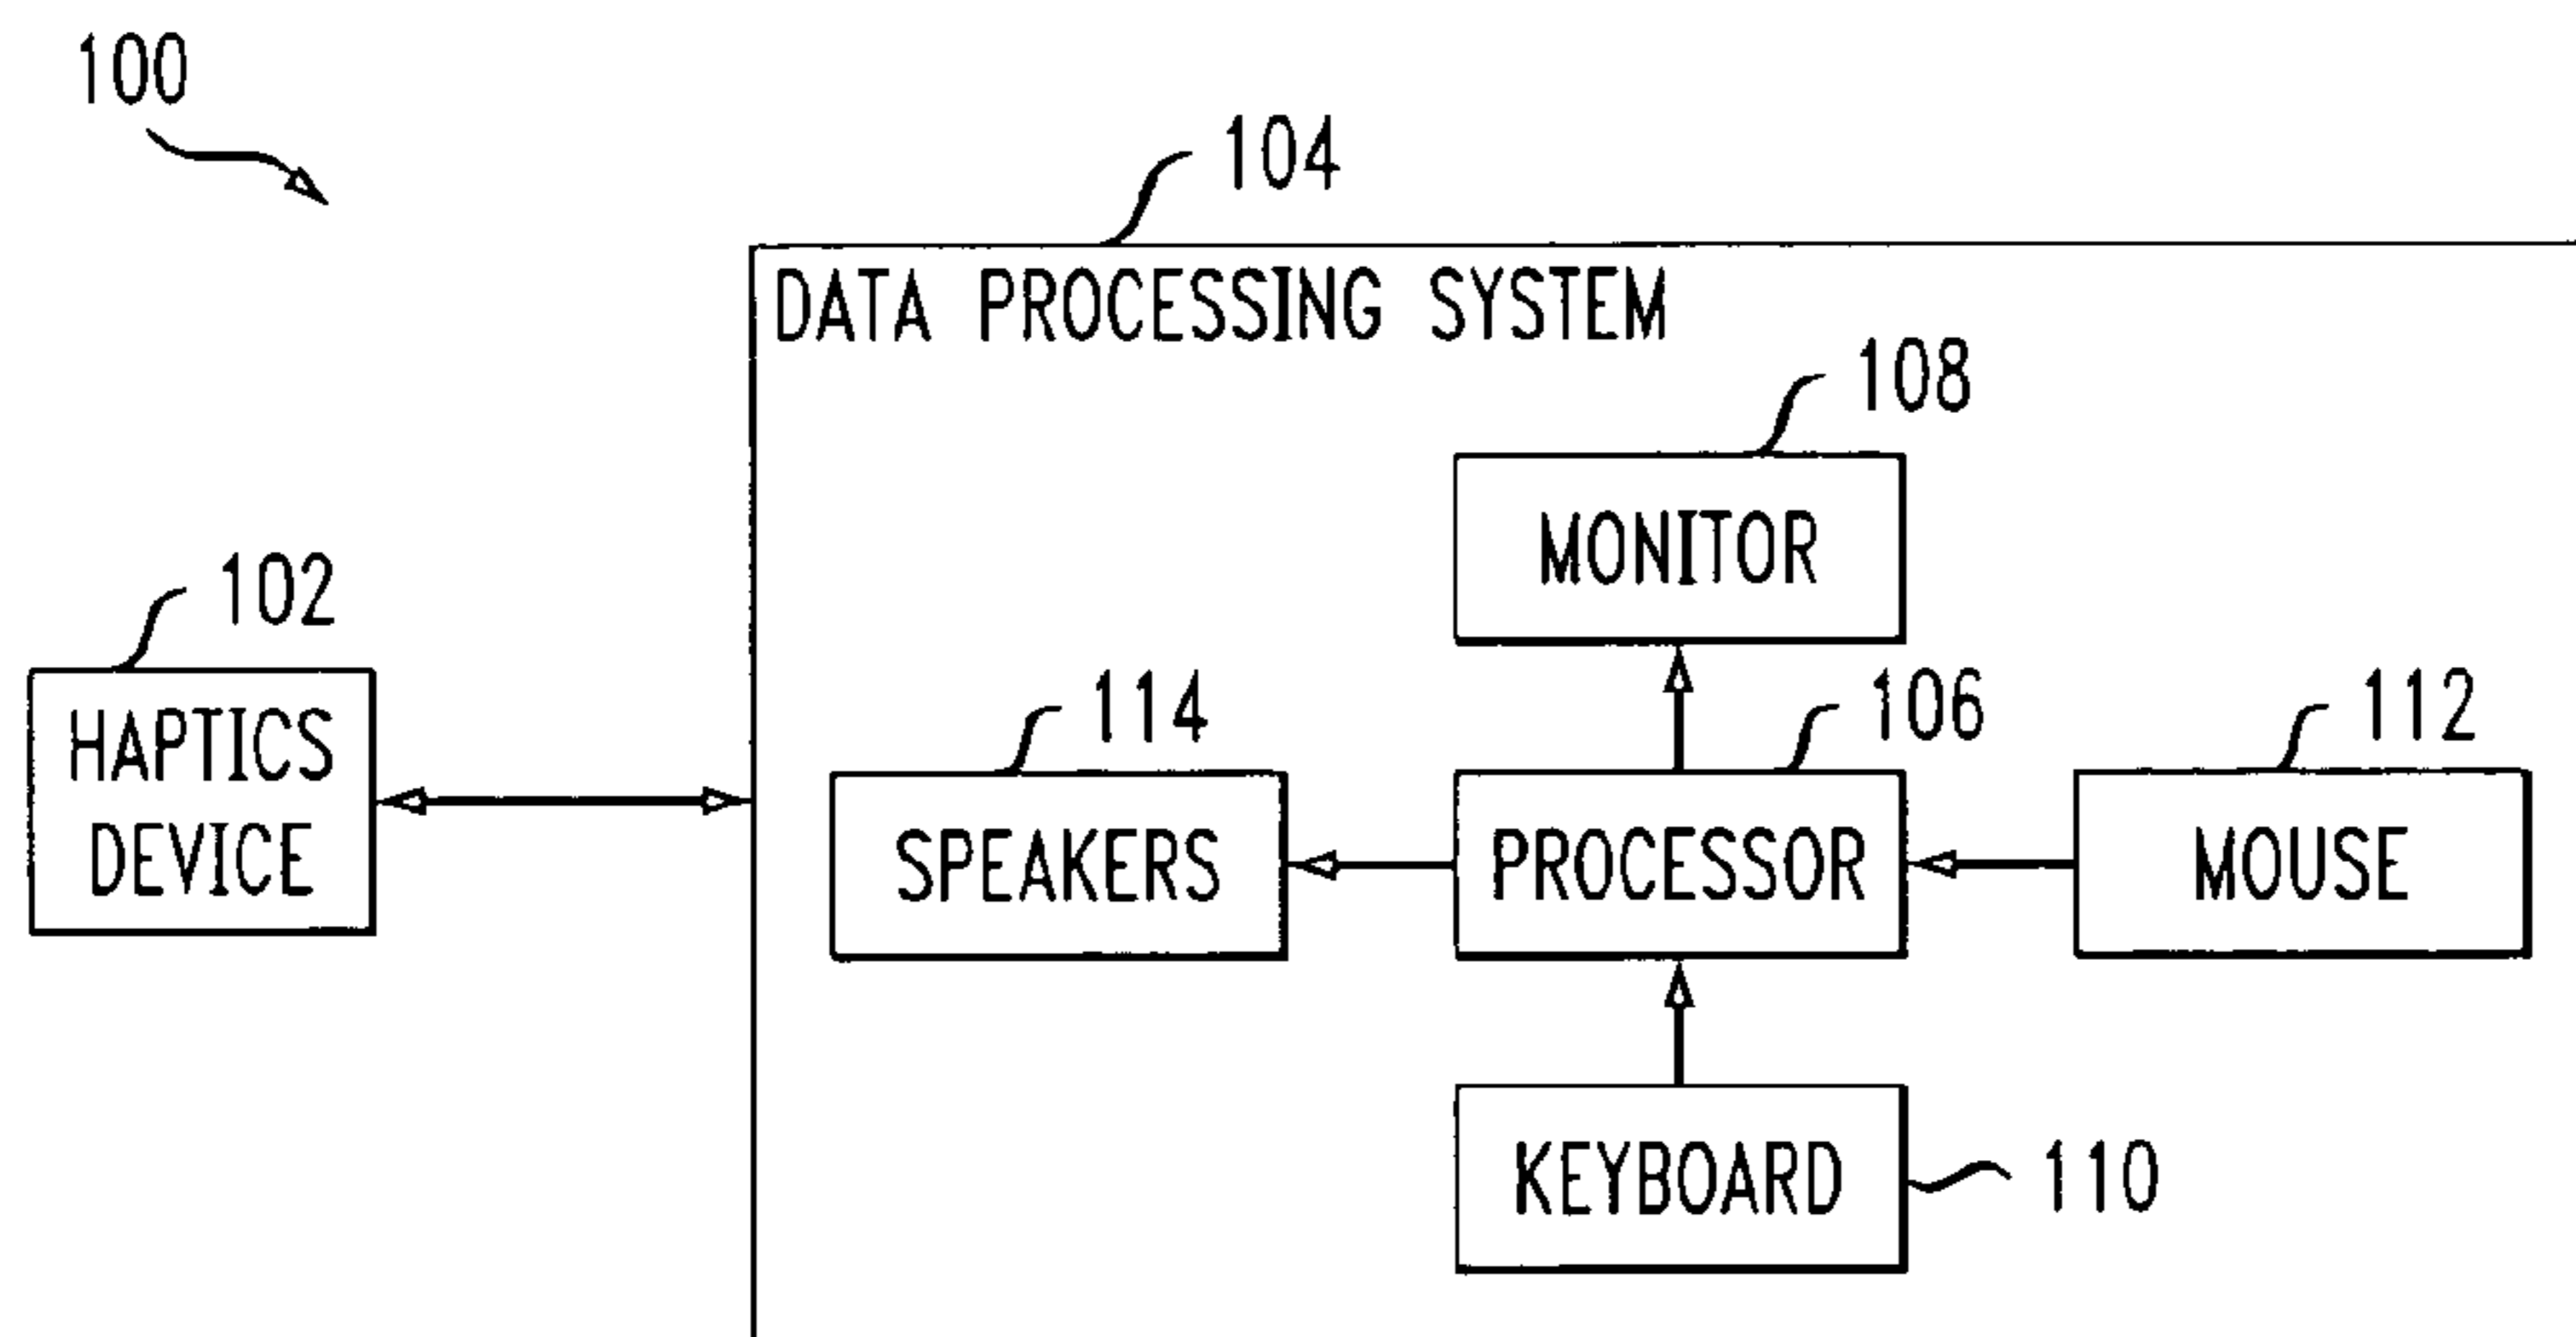 100
104
DATA PROCESSING SYSTEM
108
MONITOR
102
HAPTICS
DEVICE
114
SPEAKERS
106
PROCESSOR
112
MOUSE
KEYBOARD
110